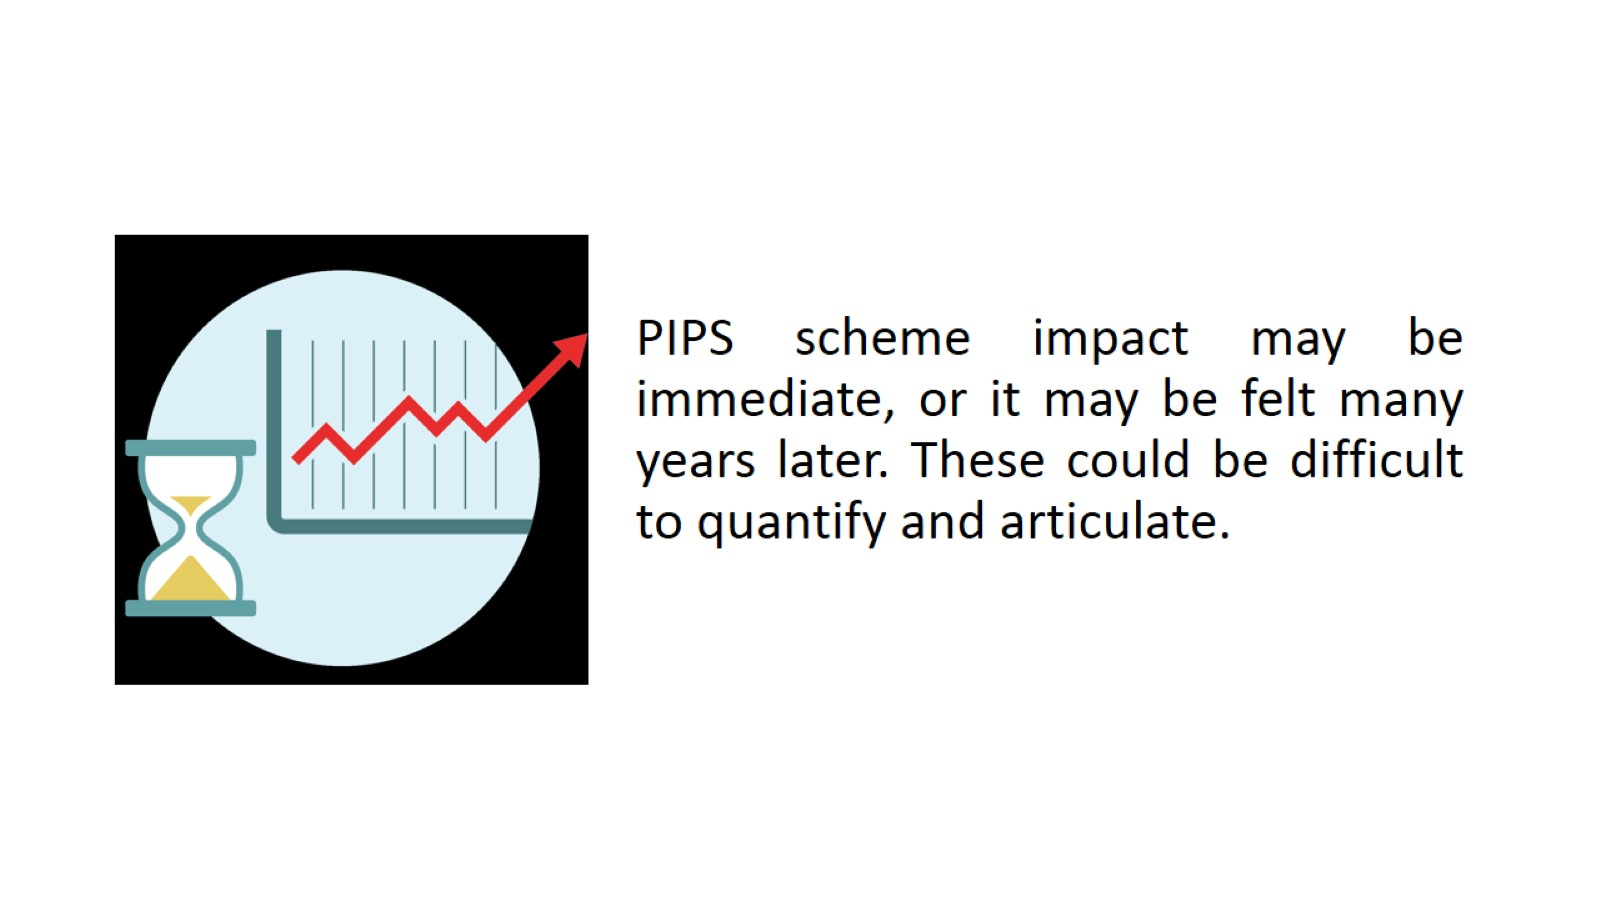 PIPS scheme impact may be
immediate, or it may be felt many
years later. These could be difficult
to quantify and articulate.